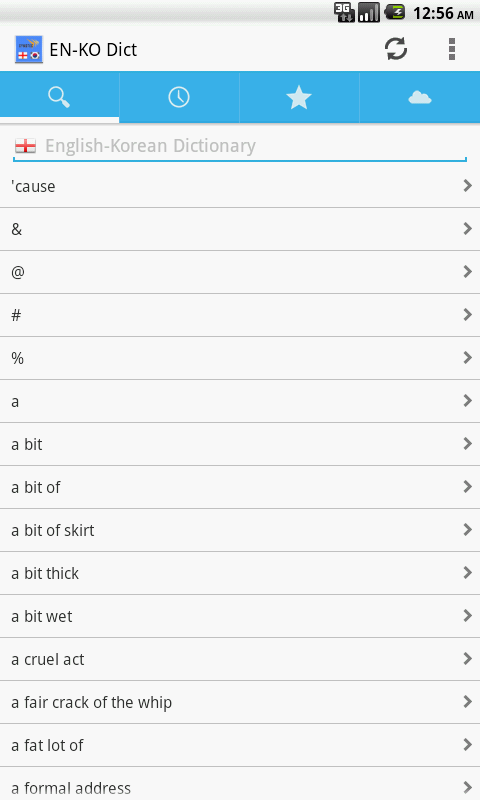 3G
12:56 AM
EN-KO Dict
English-Korean Dictionary
'cause
&
@
#
%
a
a bit
a bit of
a bit of skirt
a bit thick
a bit wet
a cruel act
a fair crack of the whip
a fat lot of
a formal address